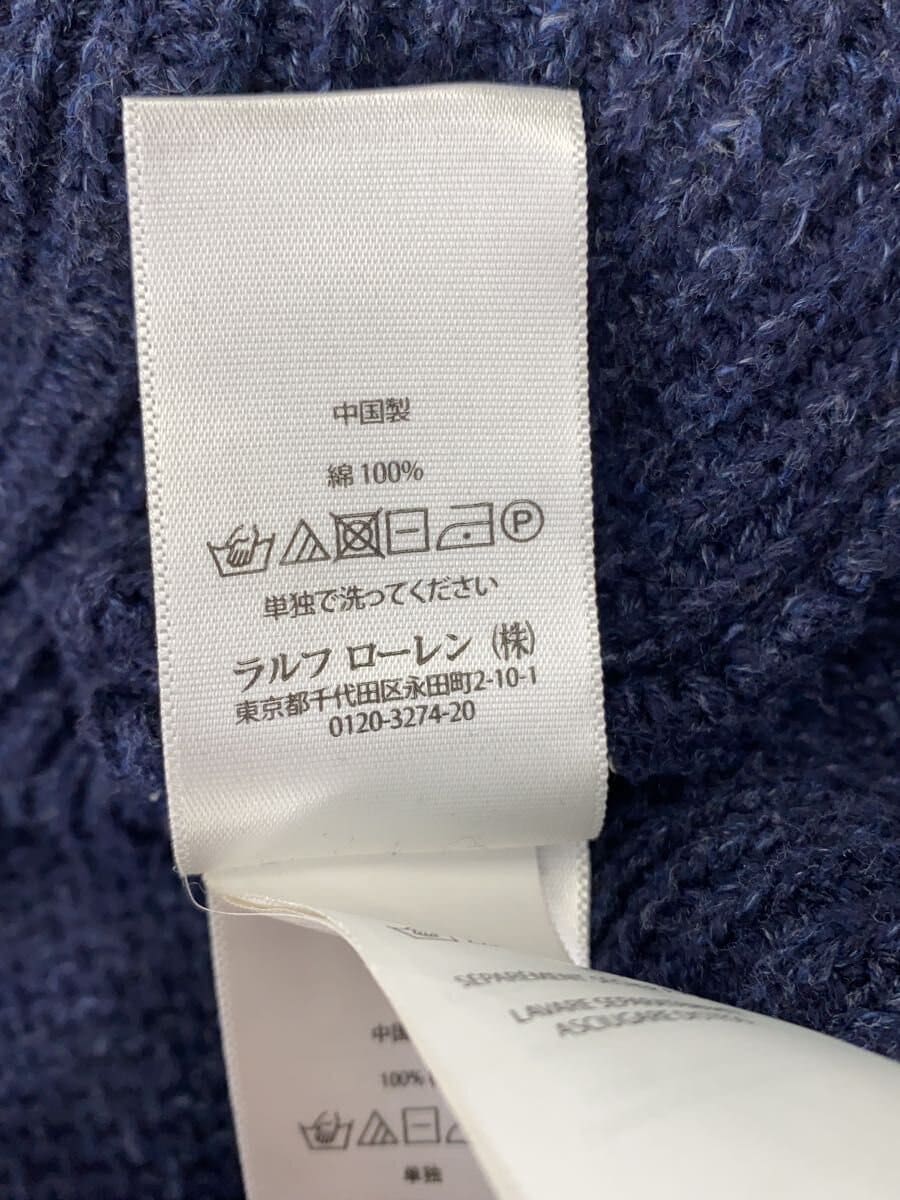 中国製
綿 100%
P
単独で洗ってください
ラルフ ローレン (株)
東京都千代田区永田町2-10-1
0120-3274-20
SEPAREMENT
LAVARE
ASCIUGARE
中国
100%
単独